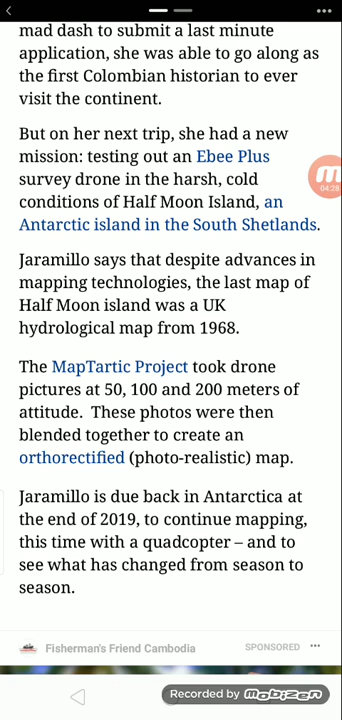 mad dash to submit a last minute
application, she was able to go along as
the first Colombian historian to ever
visit the continent.
But on her next trip, she had a new
mission: testing out an Ebee Plus
survey drone in the harsh, cold
conditions of Half Moon Island, an
Antarctic island in the South Shetlands.
04:28
Jaramillo says that despite advances in
mapping technologies, the last map of
Half Moon island was a UK
hydrological map from 1968.
The MapTartic Project took drone
pictures at 50, 100 and 200 meters of
attitude. These photos were then
blended together to create an
orthorectified (photo-realistic) map.
Jaramillo is due back in Antarctica at
the end of 2019, to continue mapping,
this time with a quadcopter – and to
see what has changed from season to
season.
Fisherman's Friend Cambodia SPONSORED
Recorded by mobizen